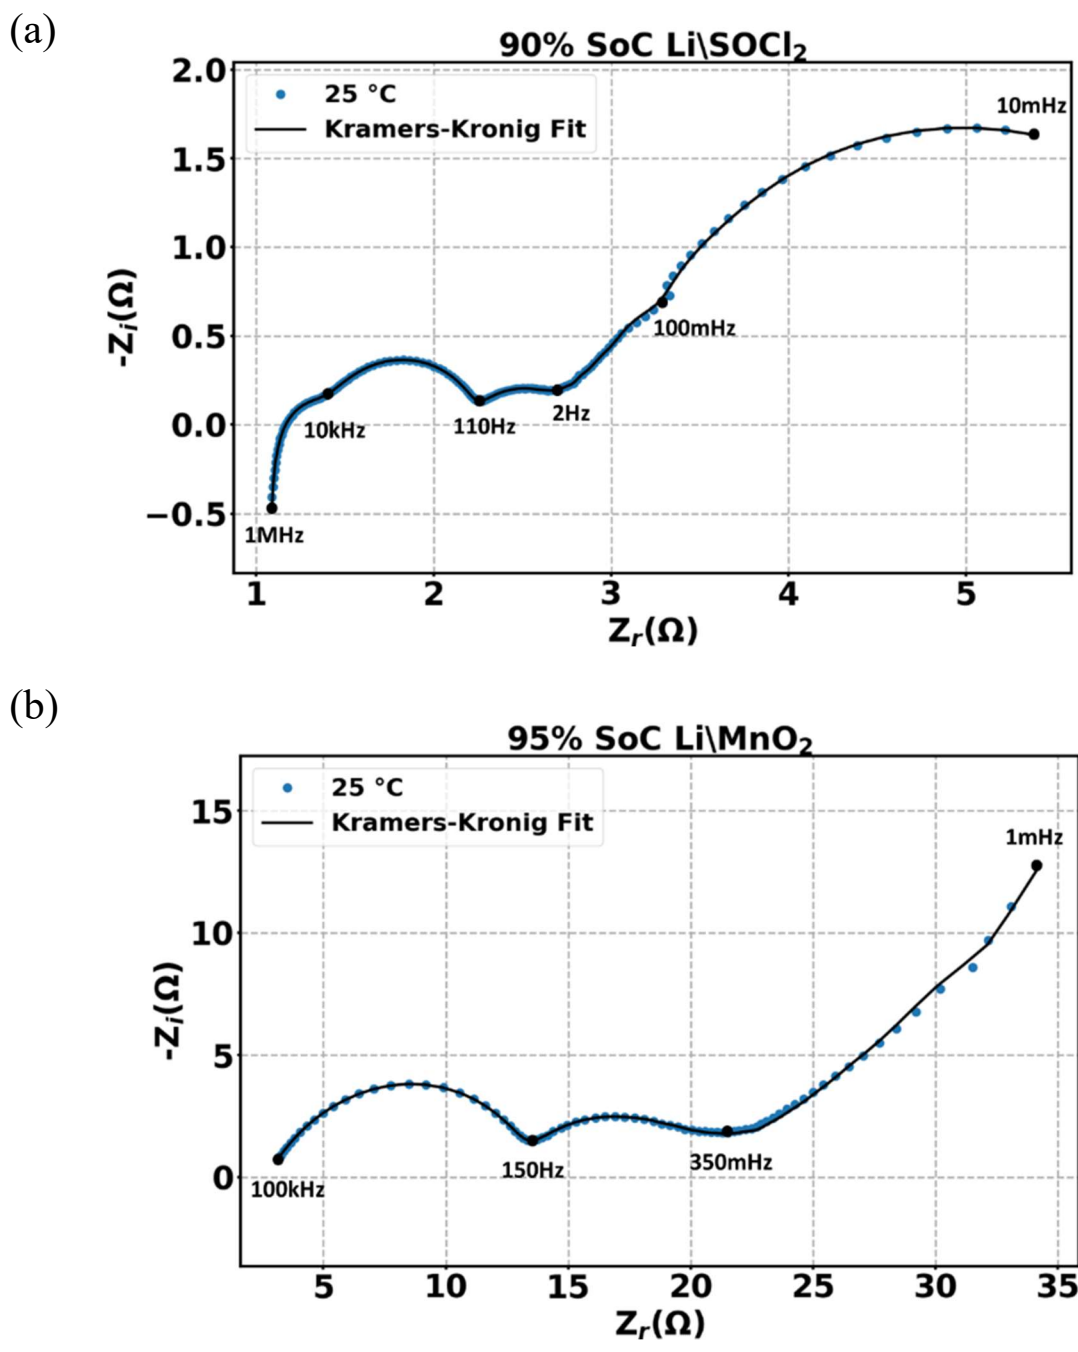 (a)
90% SoC Li\SOCl₂
25 °C
Kramers-Kronig Fit
2.0
1.5
1.0
0.5
0.0
−0.5
-Zᵢ(Ω)
10mHz
100mHz
10kHz
110Hz
2Hz
1MHz
1 2 3 4 5
Zᵣ(Ω)
(b)
95% SoC Li\MnO₂
25 °C
Kramers-Kronig Fit
15
10
5
0
-Zᵢ(Ω)
1mHz
100kHz
150Hz
350mHz
5 10 15 20 25 30 35
Zᵣ(Ω)